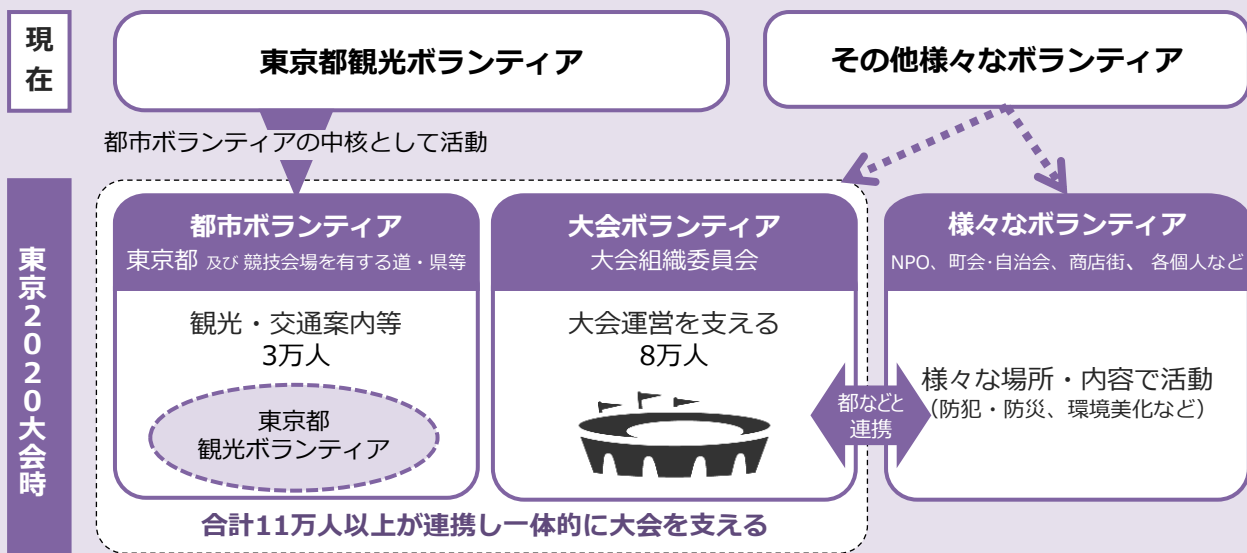 現在
東京都観光ボランティア
その他様々なボランティア
都市ボランティアの中核として活動
東京2020大会時
都市ボランティア
東京都 及び 競技会場を有する道・県等
観光・交通案内等
3万人
東京都
観光ボランティア
大会ボランティア
大会組織委員会
大会運営を支える
8万人
都などと
連携
様々なボランティア
NPO、町会・自治会、商店街、 各個人など
様々な場所・内容で活動
（防犯・防災、環境美化など）
合計11万人以上が連携し一体的に大会を支える